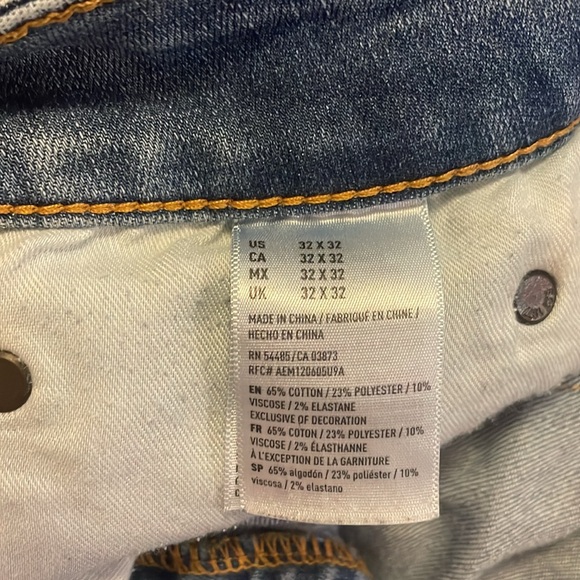 US 32 X 32
CA 32 X 32
MX 32 X 32
UK 32 X 32
MADE IN CHINA / FABRIQUÉ EN CHINE /
HECHO EN CHINA
RN 54485/CA 03873
RFC# AEM120605U9A
EN 65% COTTON / 23% POLYESTER / 10%
VISCOSE / 2% ELASTANE
EXCLUSIVE OF DECORATION
FR 65% COTON / 23% POLYESTER / 10%
VISCOSE / 2% ÉLASTHANNE
À L'EXCEPTION DE LA GARNITURE
SP 65% algodón / 23% poliéster / 10%
viscosa / 2% elastano